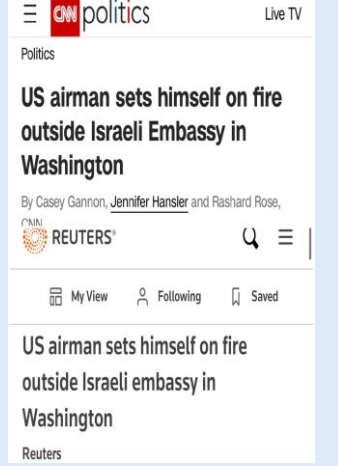 CNN politics Live TV
Politics
US airman sets himself on fire
outside Israeli Embassy in
Washington
By Casey Gannon, Jennifer Hansler and Rashard Rose,
CNN
REUTERS®
My View Following Saved
US airman sets himself on fire
outside Israeli embassy in
Washington
Reuters